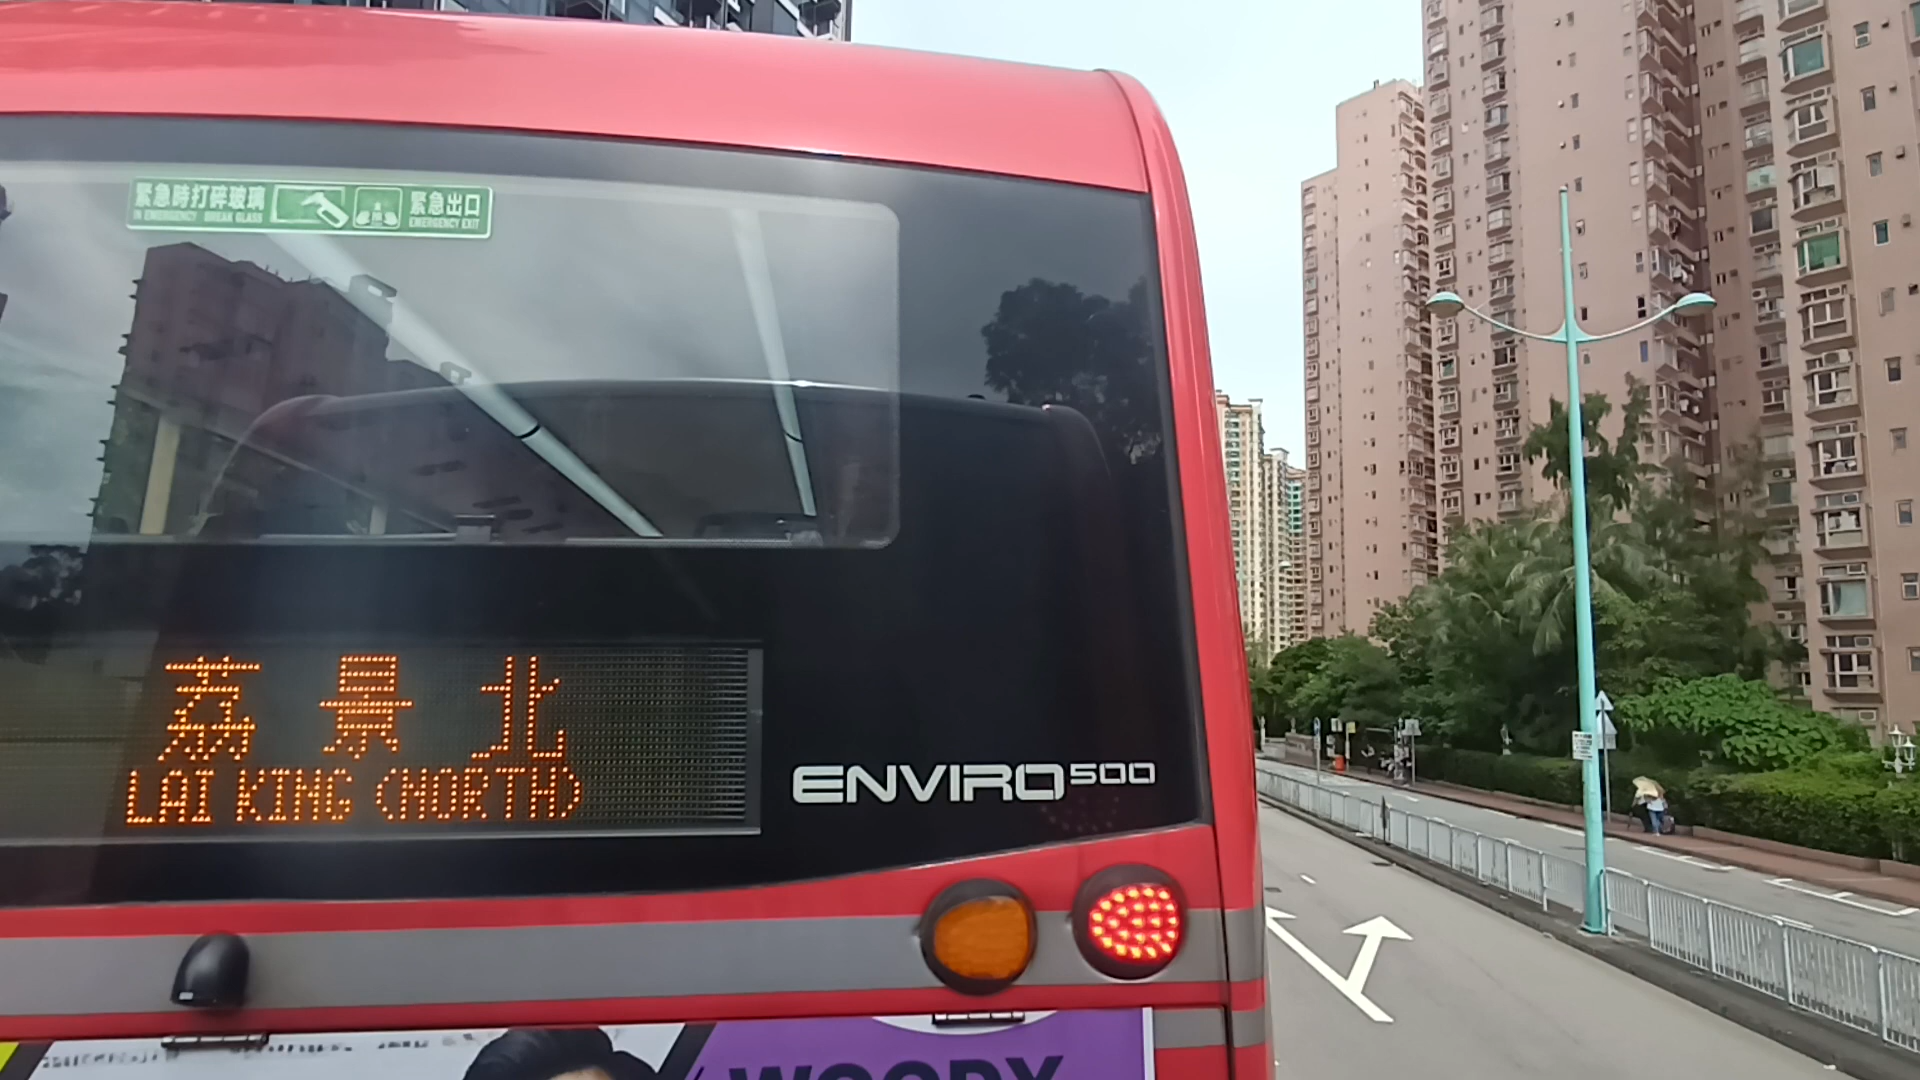 緊急時打碎玻璃
IN EMERGENCY BREAK GLASS
緊急出口
EMERGENCY EXIT
荔景北
LAI KING (NORTH)
ENVIRO500
WOODY